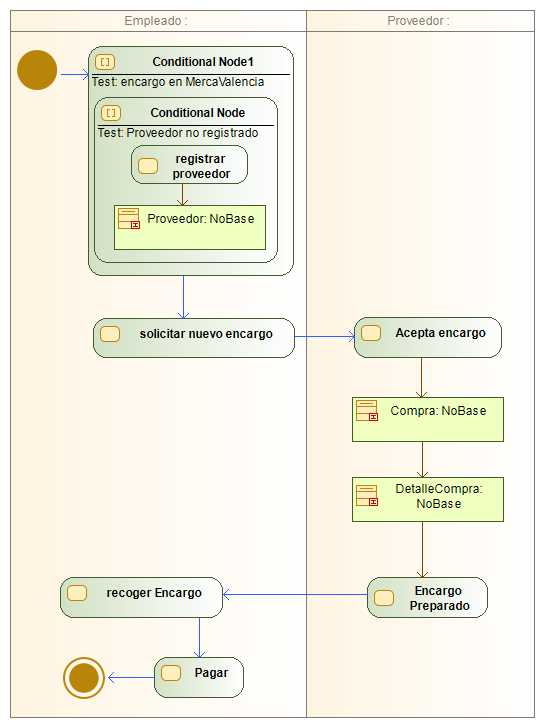 Empleado :
Proveedor :
Conditional Node1
Test: encargo en MercaValencia
Conditional Node
Test: Proveedor no registrado
registrar
proveedor
Proveedor: NoBase
solicitar nuevo encargo
Acepta encargo
Compra: NoBase
DetalleCompra:
NoBase
recoger Encargo
Encargo
Preparado
Pagar